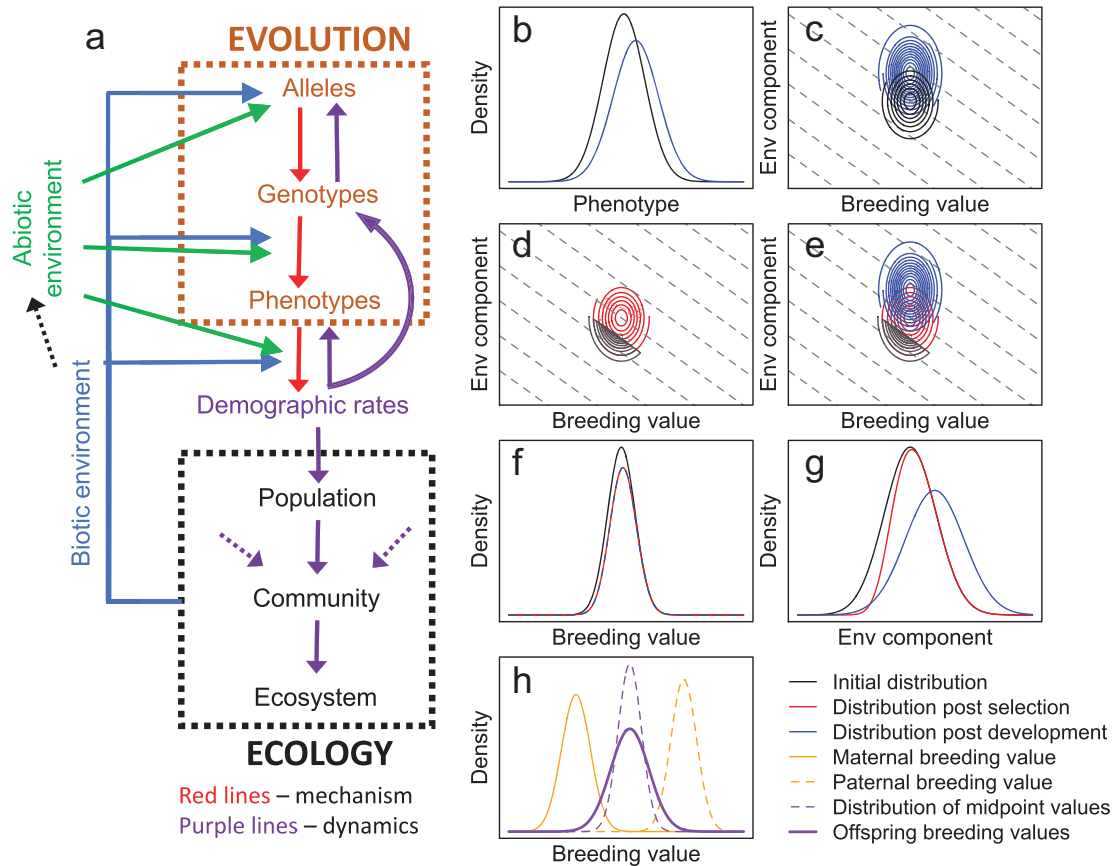 a
EVOLUTION
Alleles
Genotypes
Phenotypes
Abiotic
environment
Biotic environment
Demographic rates
Population
Community
Ecosystem
ECOLOGY
Red lines – mechanism
Purple lines – dynamics
b
Density
Phenotype
c
Env component
Breeding value
d
Env component
Breeding value
e
Env component
Breeding value
f
Density
Breeding value
g
Density
Env component
h
Density
Breeding value
Initial distribution
Distribution post selection
Distribution post development
Maternal breeding value
Paternal breeding value
Distribution of midpoint values
Offspring breeding values